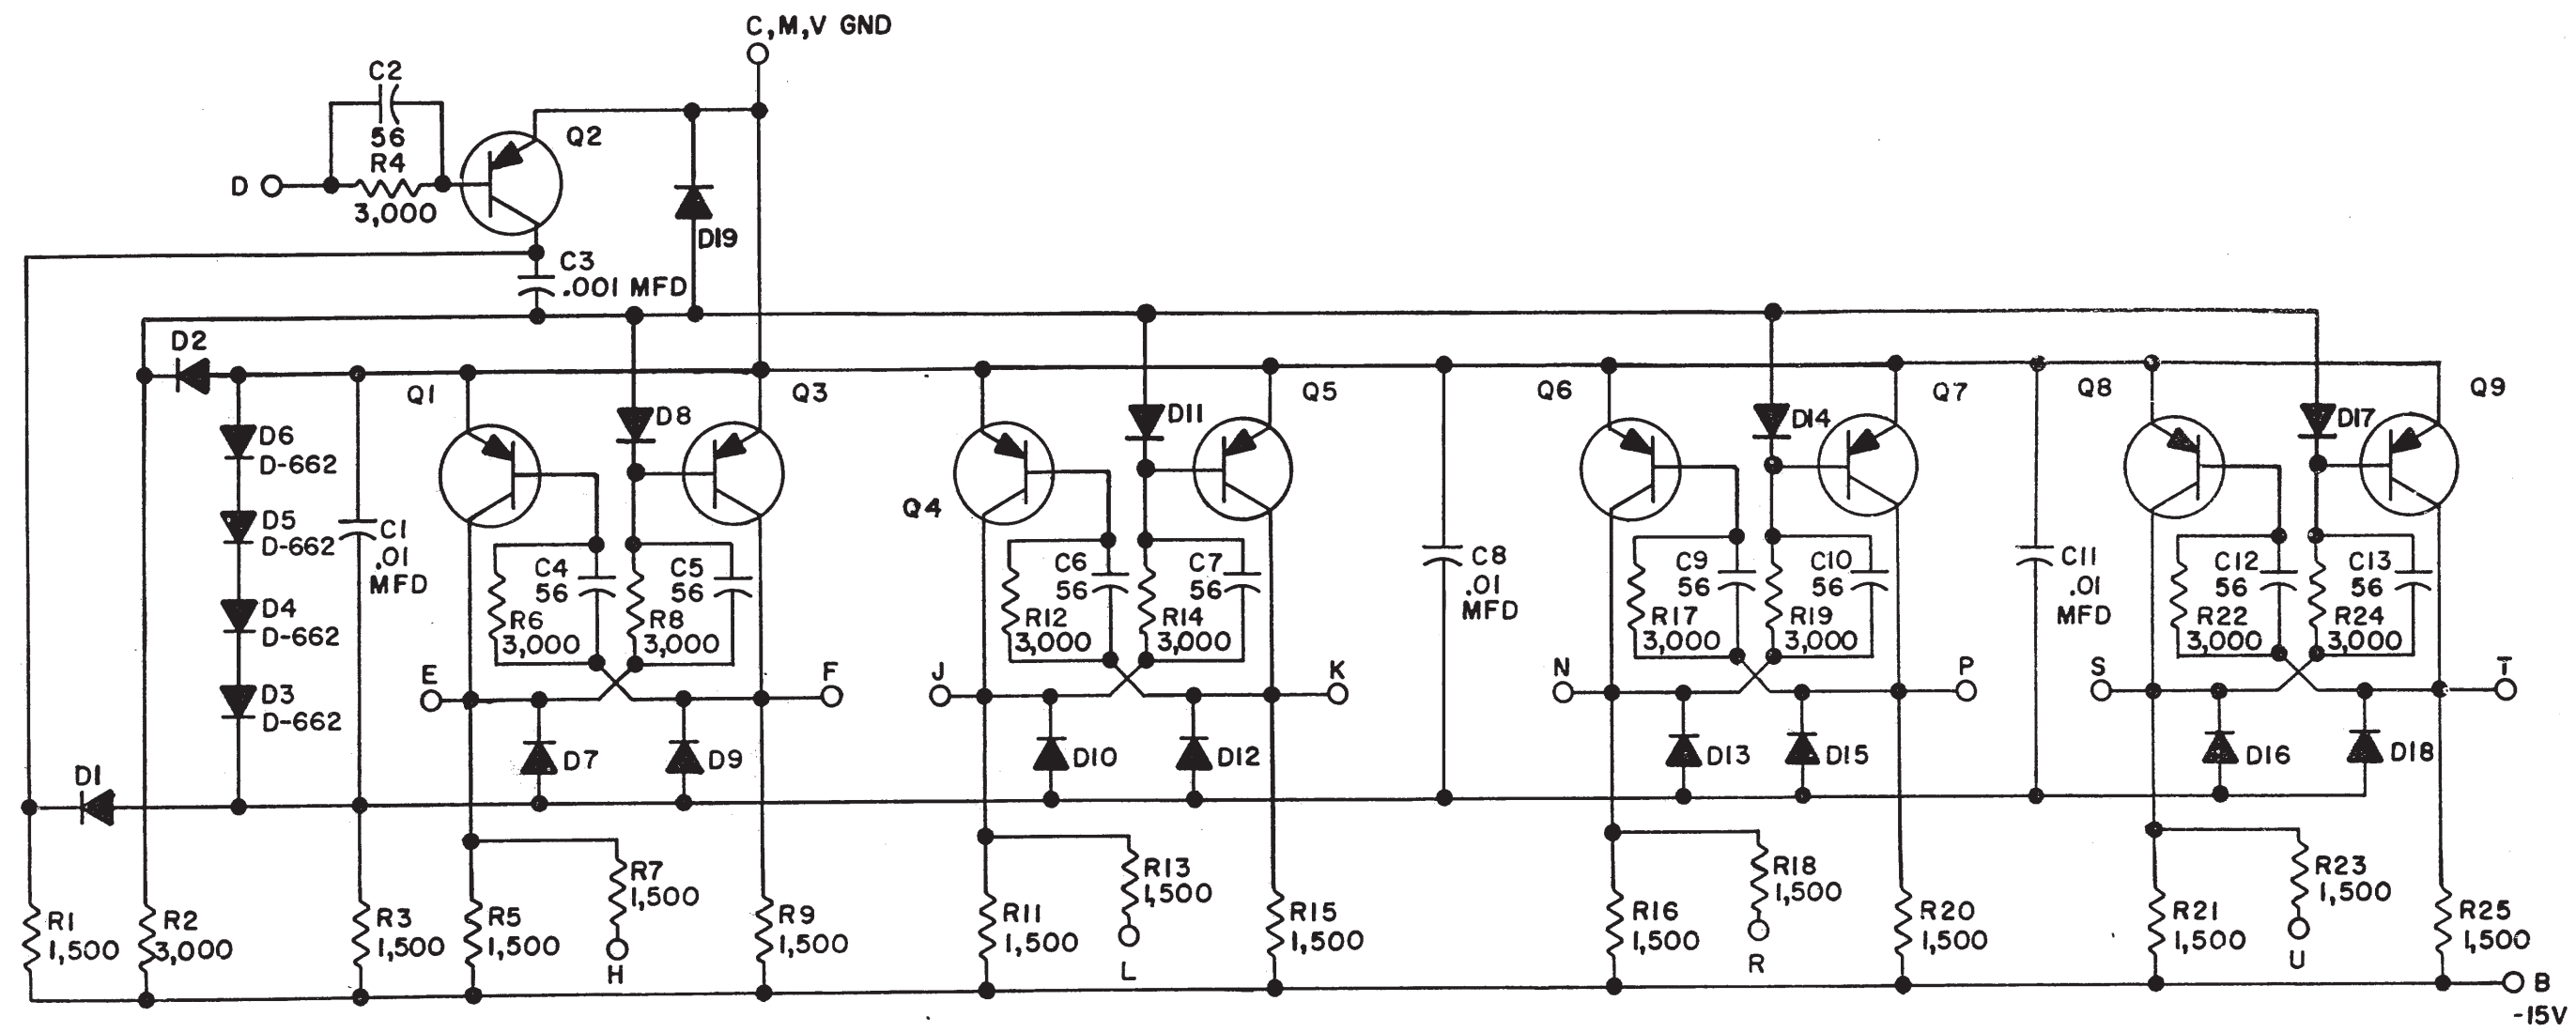 C,M,V GND
C2
56
R4
3,000
D
Q2
D19
C3
.001 MFD
D2
Q1
Q3
Q5
Q6
Q7
Q8
Q9
D8
D11
D14
D17
D6
D-662
D5
D-662
D4
D-662
D3
D-662
C1
.01
MFD
Q4
C4
56
R6
3,000
C5
56
R8
3,000
C6
56
R12
3,000
C7
56
R14
3,000
C8
.01
MFD
C9
56
R17
3,000
C10
56
R19
3,000
C11
.01
MFD
C12
56
R22
3,000
C13
56
R24
3,000
E
F
J
K
N
P
S
T
D1
D7
D9
D10
D12
D13
D15
D16
D18
R7
1,500
H
R13
1,500
L
R18
1,500
R
R23
1,500
U
R1
1,500
R2
3,000
R3
1,500
R5
1,500
R9
1,500
R11
1,500
R15
1,500
R16
1,500
R20
1,500
R21
1,500
R25
1,500
B
-15V